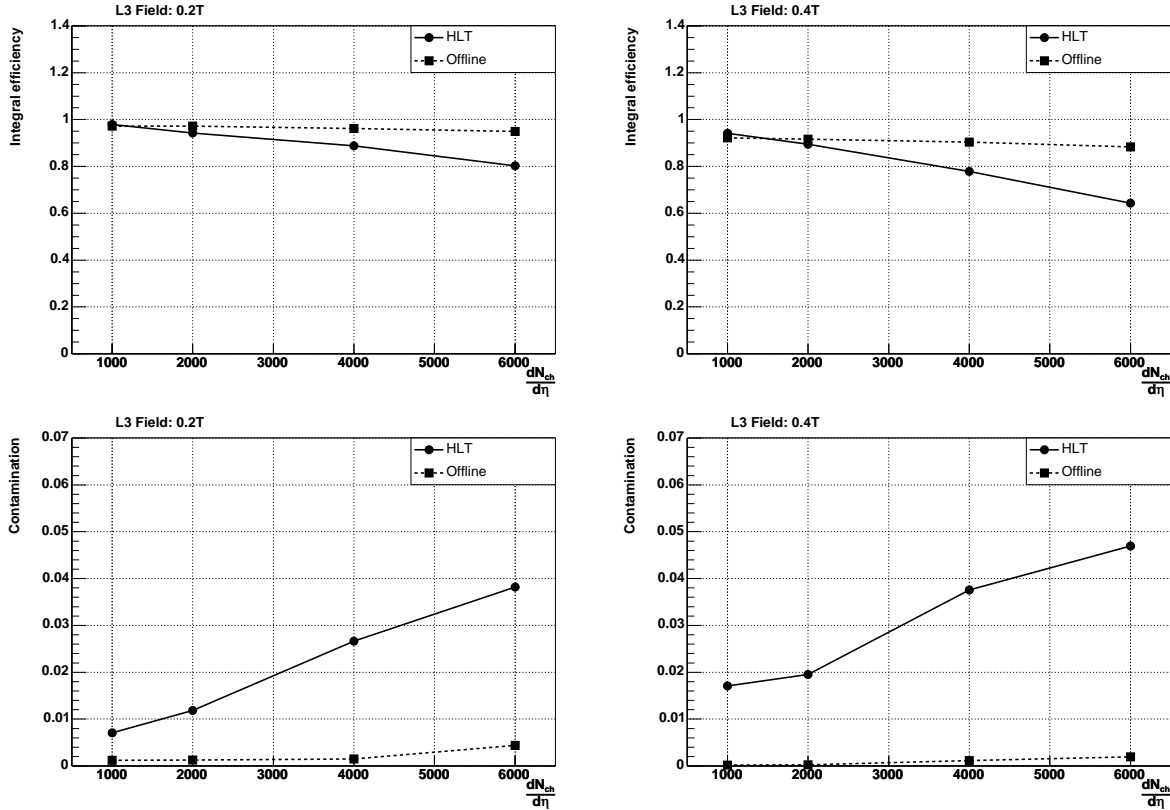 L3 Field: 0.2T
Integral efficiency
1.4
1.2
1
0.8
0.6
0.4
0.2
0
HLT
Offline
1000 2000 3000 4000 5000 6000
dN_ch
dη
L3 Field: 0.4T
Integral efficiency
1.4
1.2
1
0.8
0.6
0.4
0.2
0
HLT
Offline
1000 2000 3000 4000 5000 6000
dN_ch
dη
L3 Field: 0.2T
Contamination
0.07
0.06
0.05
0.04
0.03
0.02
0.01
0
HLT
Offline
1000 2000 3000 4000 5000 6000
dN_ch
dη
L3 Field: 0.4T
Contamination
0.07
0.06
0.05
0.04
0.03
0.02
0.01
0
HLT
Offline
1000 2000 3000 4000 5000 6000
dN_ch
dη